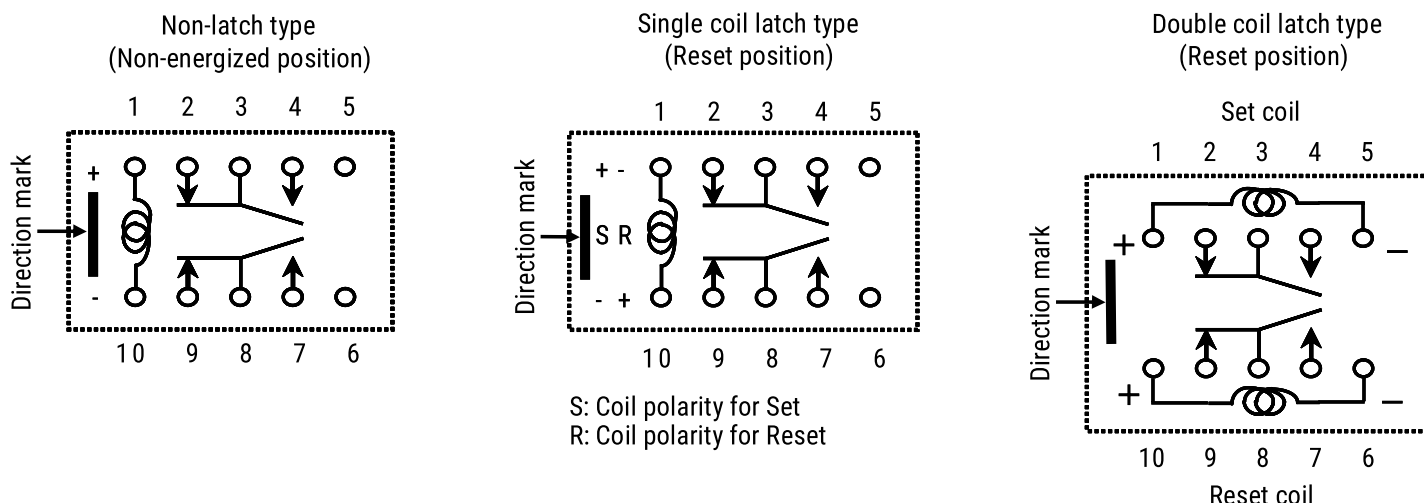 Non-latch type
(Non-energized position)
1 2 3 4 5
Direction mark
+
-
10 9 8 7 6
Single coil latch type
(Reset position)
1 2 3 4 5
Direction mark
+ -
S R
- +
10 9 8 7 6
S: Coil polarity for Set
R: Coil polarity for Reset
Double coil latch type
(Reset position)
Set coil
1 2 3 4 5
Direction mark
+ −
+ −
10 9 8 7 6
Reset coil